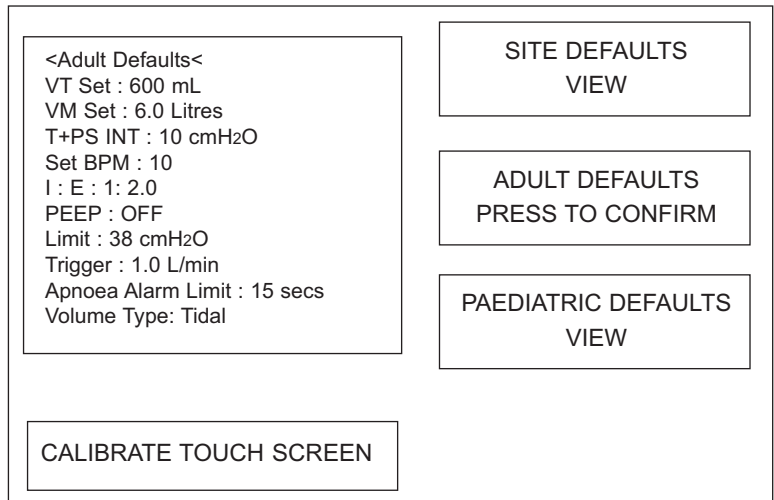 <Adult Defaults<
VT Set : 600 mL
VM Set : 6.0 Litres
T+PS INT : 10 cmH2O
Set BPM : 10
I : E : 1: 2.0
PEEP : OFF
Limit : 38 cmH2O
Trigger : 1.0 L/min
Apnoea Alarm Limit : 15 secs
Volume Type: Tidal
SITE DEFAULTS
VIEW
ADULT DEFAULTS
PRESS TO CONFIRM
PAEDIATRIC DEFAULTS
VIEW
CALIBRATE TOUCH SCREEN